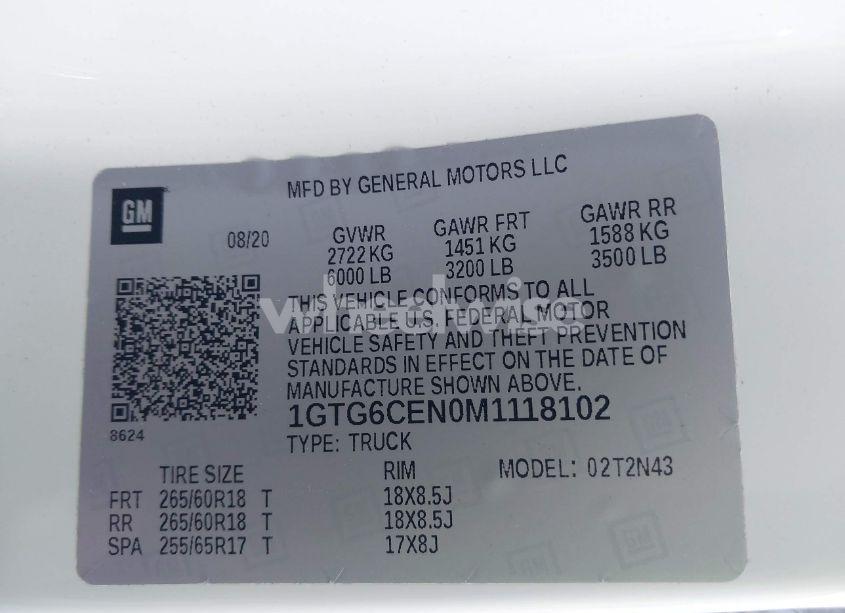 MFD BY GENERAL MOTORS LLC
GM
08/20
GVWR GAWR FRT GAWR RR
2722 KG 1451 KG 1588 KG
6000 LB 3200 LB 3500 LB
THIS VEHICLE CONFORMS TO ALL
APPLICABLE U.S. FEDERAL MOTOR
VEHICLE SAFETY AND THEFT PREVENTION
STANDARDS IN EFFECT ON THE DATE OF
MANUFACTURE SHOWN ABOVE.
1GTG6CEN0M1118102
8624
TYPE: TRUCK
TIRE SIZE RIM MODEL: 02T2N43
FRT 265/60R18 T 18X8.5J
RR 265/60R18 T 18X8.5J
SPA 255/65R17 T 17X8J